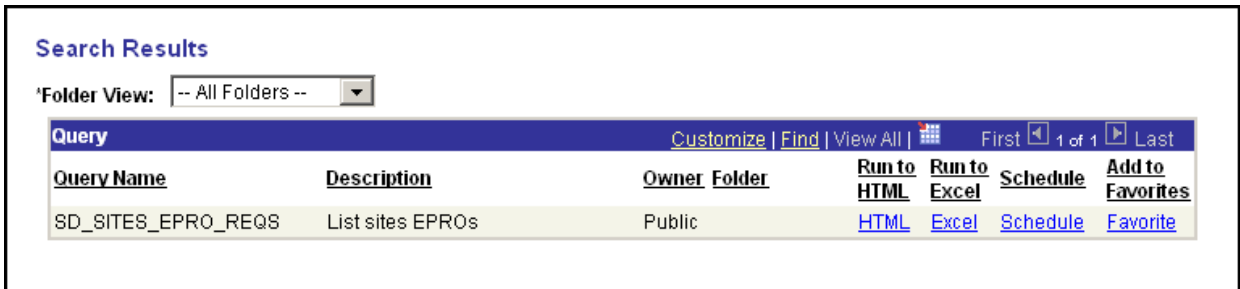 Search Results
*Folder View: -- All Folders --
Query Customize | Find | View All | First 1 of 1 Last
Query Name Description Owner Folder Run to HTML Run to Excel Schedule Add to Favorites
SD_SITES_EPRO_REQS List sites EPROs Public HTML Excel Schedule Favorite